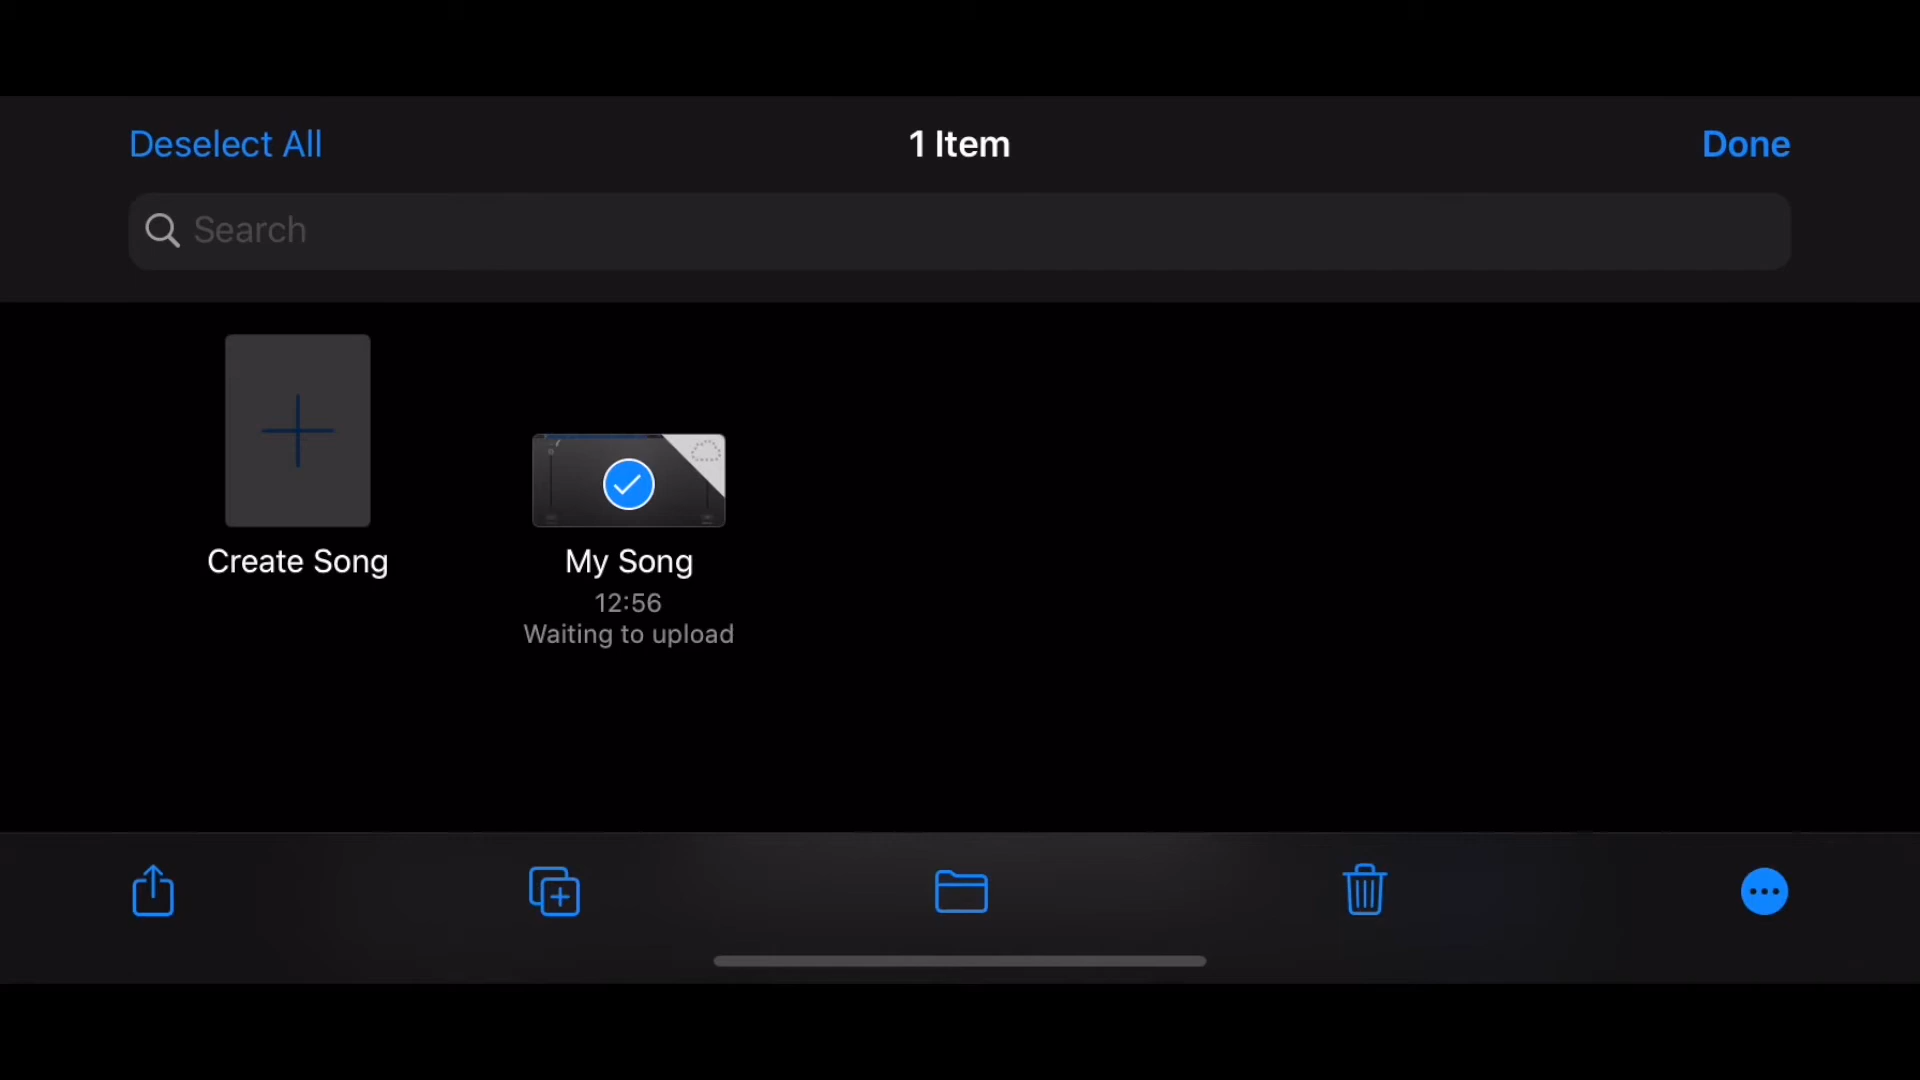 Deselect All
1 Item
Done
Search
Create Song
My Song
12:56
Waiting to upload